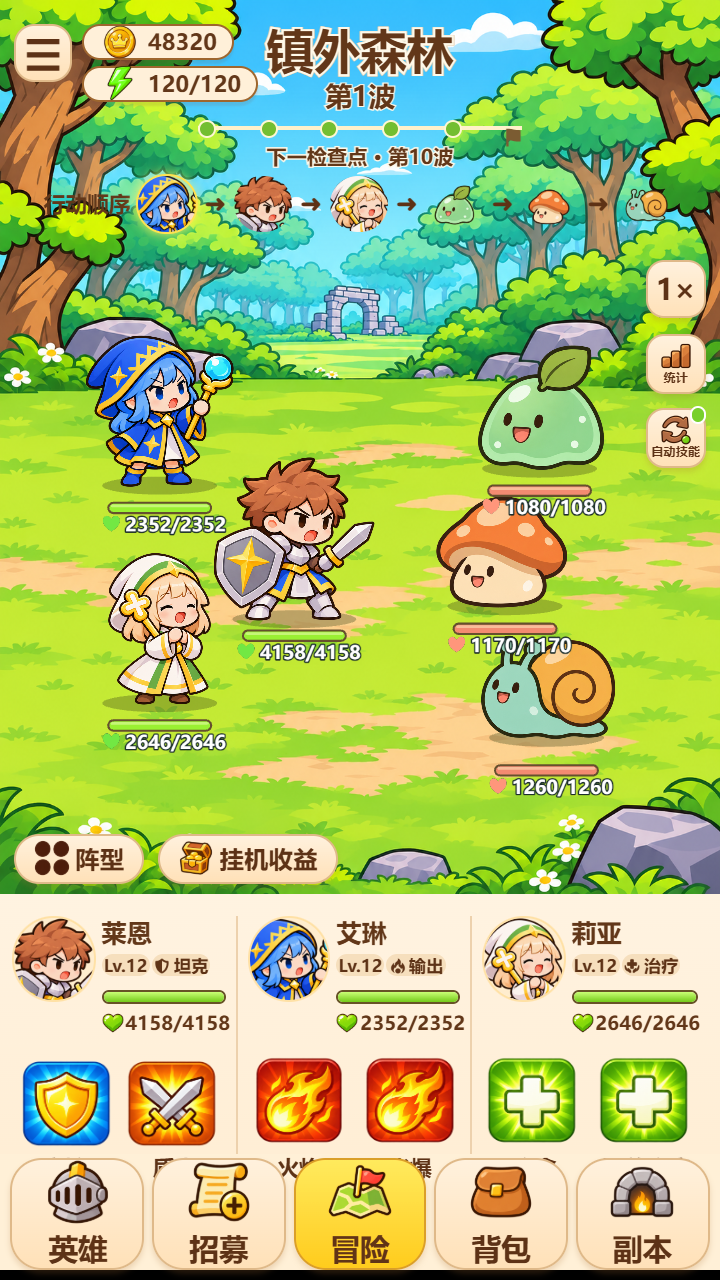 48320
120/120
镇外森林
第1波
下一检查点·第10波
行动顺序
1×
统计
自动技能
1080/1080
2352/2352
1170/1170
4158/4158
2646/2646
1260/1260
阵型
挂机收益
莱恩
Lv.12 坦克
4158/4158
艾琳
Lv.12 输出
2352/2352
莉亚
Lv.12 治疗
2646/2646
英雄
招募
冒险
背包
副本